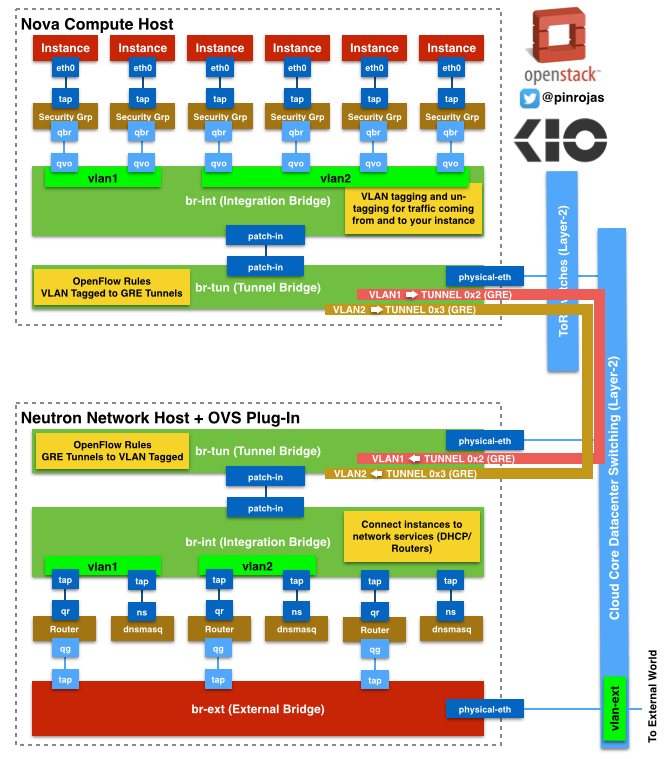 Nova Compute Host
Instance Instance Instance Instance Instance Instance
eth0 eth0 eth0 eth0 eth0 eth0
tap tap tap tap tap tap
Security Grp Security Grp Security Grp Security Grp Security Grp Security Grp
qbr qbr qbr qbr qbr qbr
qvo qvo qvo qvo qvo qvo
vlan1 vlan2
br-int (Integration Bridge)
VLAN tagging and un-
tagging for traffic coming
from and to your instance
patch-in
patch-in
OpenFlow Rules
VLAN Tagged to GRE Tunnels
br-tun (Tunnel Bridge)
physical-eth
VLAN1 TUNNEL 0x2 (GRE)
VLAN2 TUNNEL 0x3 (GRE)
openstack™
@pinrojas
KIO
(Layer-2)
Cloud Core Datacenter Switching (Layer-2)
Neutron Network Host + OVS Plug-In
OpenFlow Rules
GRE Tunnels to VLAN Tagged
br-tun (Tunnel Bridge)
physical-eth
VLAN1 TUNNEL 0x2 (GRE)
VLAN2 TUNNEL 0x3 (GRE)
patch-in
patch-in
br-int (Integration Bridge)
Connect instances to
network services (DHCP/
Routers)
vlan1 vlan2
tap tap tap tap tap tap
qr ns qr ns qr ns
Router dnsmasq Router dnsmasq Router dnsmasq
qg qg qg
tap tap tap
br-ext (External Bridge)
physical-eth
vlan-ext
To External World